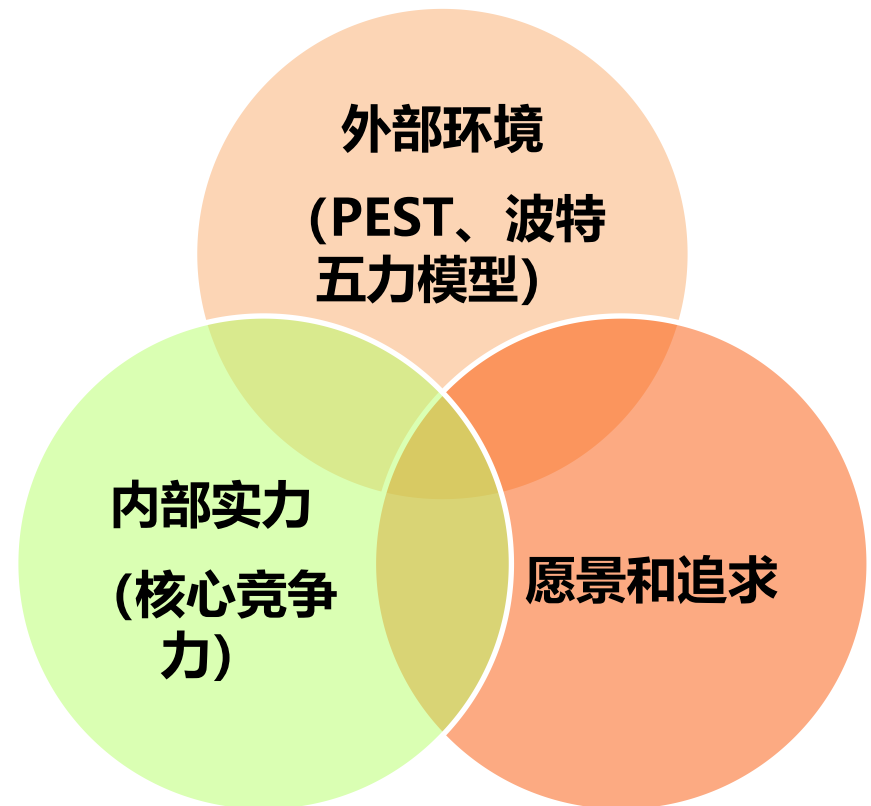 外部环境
（PEST、波特
五力模型）
内部实力
（核心竞争
力）
愿景和追求